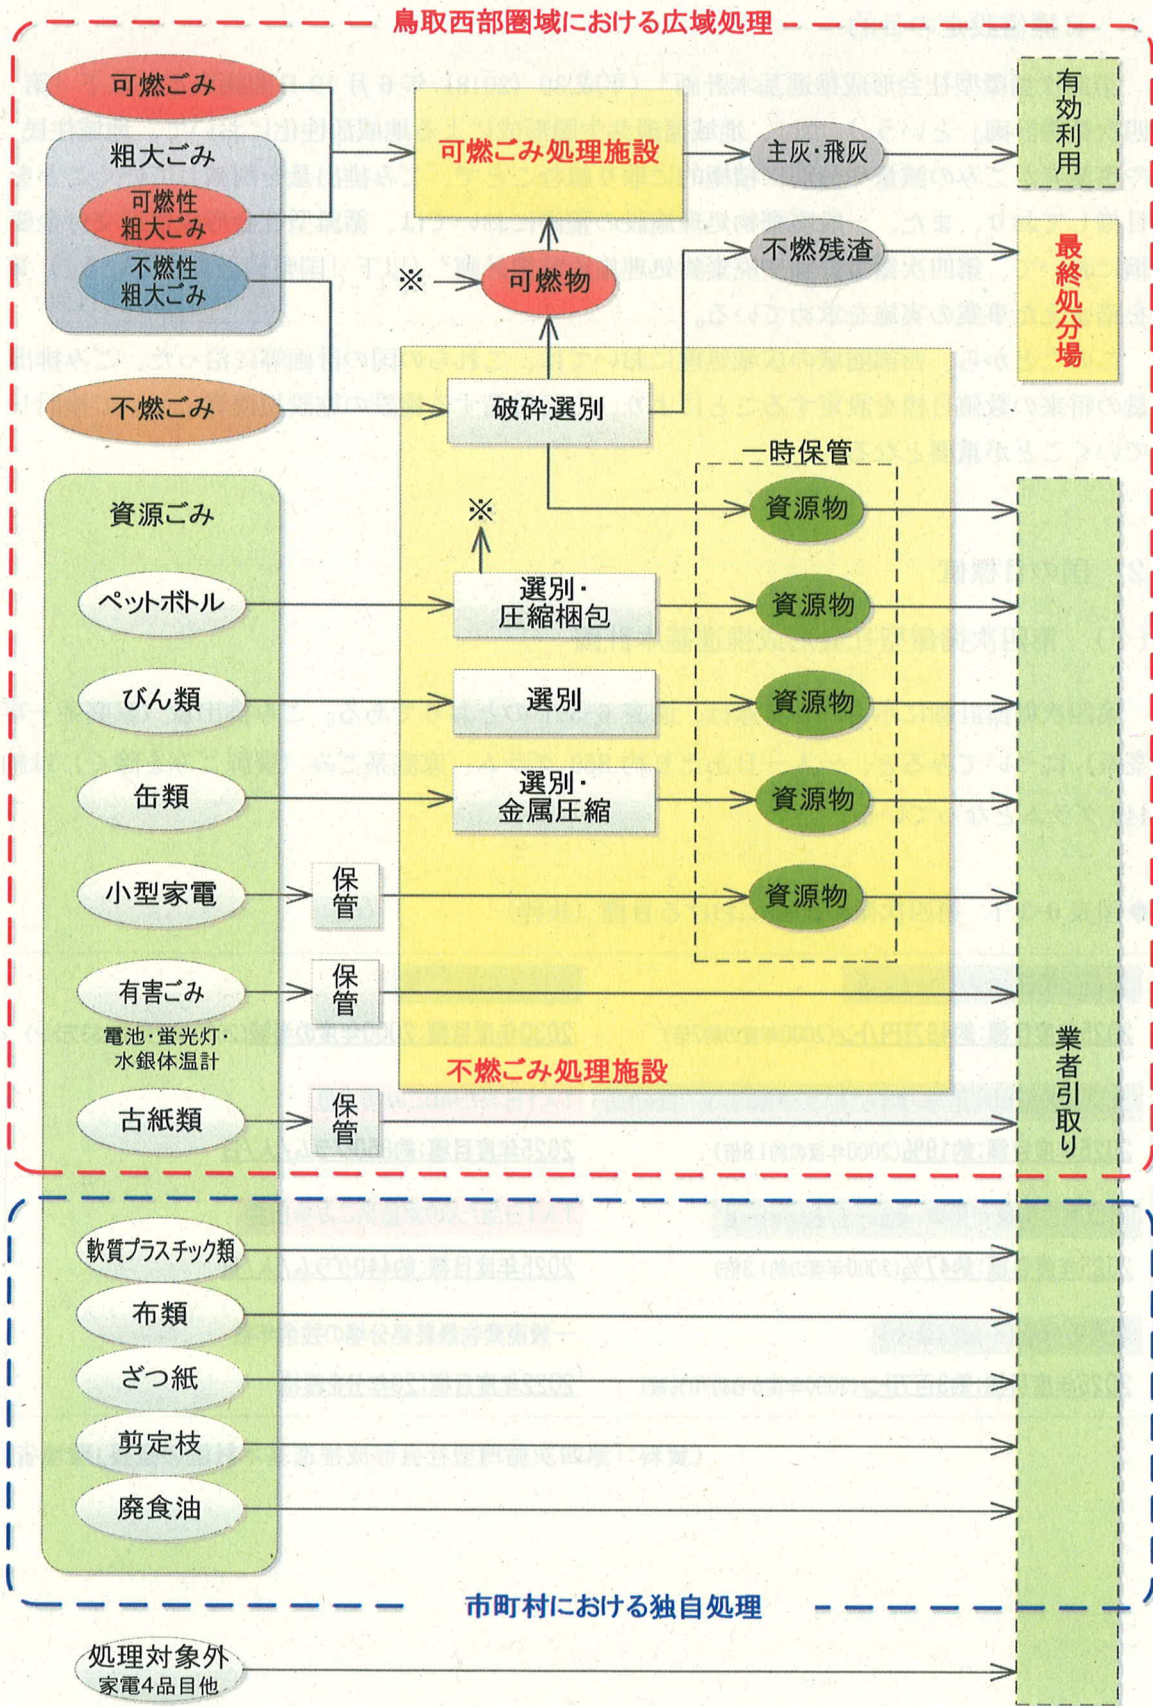 鳥取西部圏域における広域処理
可燃ごみ
粗大ごみ
可燃性
粗大ごみ
不燃性
粗大ごみ
不燃ごみ
可燃ごみ処理施設
主灰・飛灰
有効利用
不燃残渣
最終処分場
※
可燃物
破砕選別
一時保管
資源物
資源ごみ
※
ペットボトル
選別・
圧縮梱包
資源物
びん類
選別
資源物
缶類
選別・
金属圧縮
資源物
小型家電
保管
資源物
有害ごみ
電池・蛍光灯・
水銀体温計
保管
不燃ごみ処理施設
業者引取り
古紙類
保管
軟質プラスチック類
布類
ざつ紙
剪定枝
廃食油
市町村における独自処理
処理対象外
家電4品目他